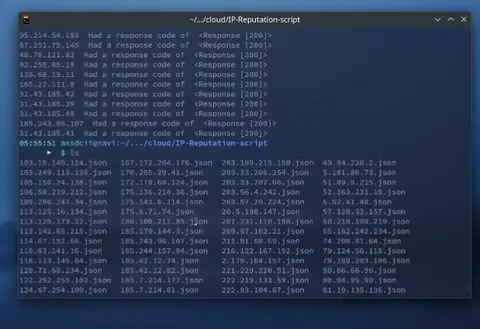 ~/.../cloud/IP-Reputation-script
95.214.54.193 Had a response code of <Response [200]>
87.251.75.145 Had a response code of <Response [200]>
40.76.121.83 Had a response code of <Response [200]>
92.255.85.19 Had a response code of <Response [200]>
138.68.19.11 Had a response code of <Response [200]>
165.22.111.8 Had a response code of <Response [200]>
31.43.185.42 Had a response code of <Response [200]>
31.43.185.39 Had a response code of <Response [200]>
31.43.185.40 Had a response code of <Response [200]>
185.243.96.107 Had a response code of <Response [200]>
31.43.185.41 Had a response code of <Response [200]>
05:55:51 assdcii@navi:~/.../cloud/IP-Reputation-script
► $ ls
103.15.140.124.json 167.172.204.176.json 203.189.215.150.json 49.94.226.2.json
103.249.113.136.json 170.205.29.41.json 203.33.206.254.json 5.181.86.73.json
105.156.24.138.json 172.178.68.124.json 203.33.207.66.json 51.89.9.215.json
106.58.219.212.json 175.136.214.36.json 203.56.4.242.json 52.163.219.10.json
109.206.247.34.json 175.143.6.114.json 203.57.29.224.json 5.62.41.48.json
113.125.16.134.json 175.6.71.74.json 20.5.198.147.json 57.128.33.157.json
113.125.173.22.json 180.100.211.85.json 207.231.110.198.json 58.218.199.219.json
113.142.65.215.json 185.170.144.3.json 209.97.162.21.json 65.162.242.234.json
114.67.192.66.json 185.243.96.107.json 211.91.60.69.json 74.208.81.64.json
116.63.141.16.json 185.244.157.94.json 216.122.167.192.json 79.124.56.118.json
118.113.145.64.json 185.42.12.74.json 2.179.164.157.json 79.169.203.106.json
120.71.60.234.json 185.42.12.82.json 221.229.220.51.json 80.66.66.96.json
122.252.255.102.json 185.7.214.177.json 222.219.133.59.json 80.94.95.90.json
124.67.254.109.json 185.7.214.81.json 222.93.104.67.json 81.19.135.136.json